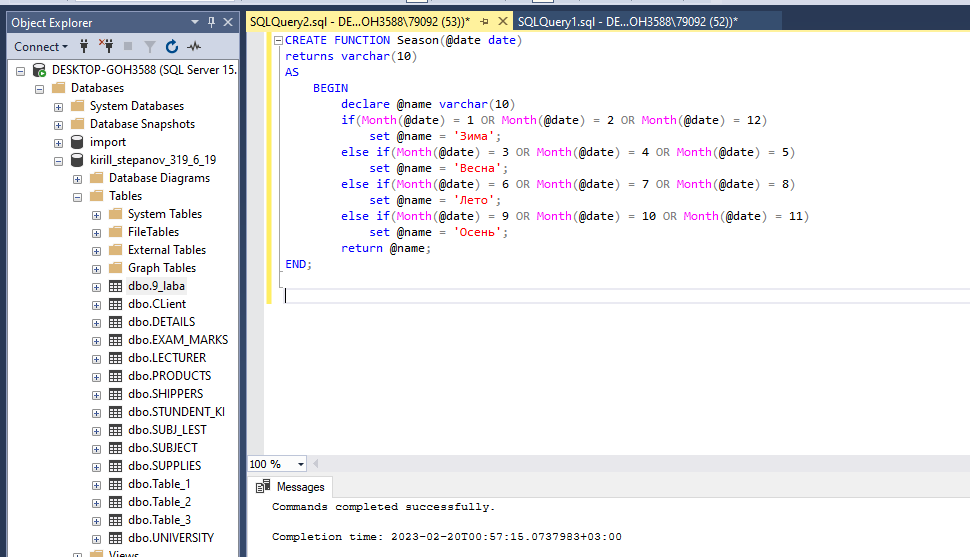 Object Explorer
Connect
DESKTOP-GOH3588 (SQL Server 15.
Databases
System Databases
Database Snapshots
import
kirill_stepanov_319_6_19
Database Diagrams
Tables
System Tables
FileTables
External Tables
Graph Tables
dbo.9_laba
dbo.CLient
dbo.DETAILS
dbo.EXAM_MARKS
dbo.LECTURER
dbo.PRODUCTS
dbo.SHIPPERS
dbo.STUNDENT_KI
dbo.SUBJ_LEST
dbo.SUBJECT
dbo.SUPPLIES
dbo.Table_1
dbo.Table_2
dbo.Table_3
dbo.UNIVERSITY
Views
SQLQuery2.sql - DE...OH3588\79092 (53))*
SQLQuery1.sql - DE...OH3588\79092 (52))*
CREATE FUNCTION Season(@date date)
returns varchar(10)
AS
BEGIN
declare @name varchar(10)
if(Month(@date) = 1 OR Month(@date) = 2 OR Month(@date) = 12)
set @name = 'Зима';
else if(Month(@date) = 3 OR Month(@date) = 4 OR Month(@date) = 5)
set @name = 'Весна';
else if(Month(@date) = 6 OR Month(@date) = 7 OR Month(@date) = 8)
set @name = 'Лето';
else if(Month(@date) = 9 OR Month(@date) = 10 OR Month(@date) = 11)
set @name = 'Осень';
return @name;
END;
100 %
Messages
Commands completed successfully.
Completion time: 2023-02-20T00:57:15.0737983+03:00